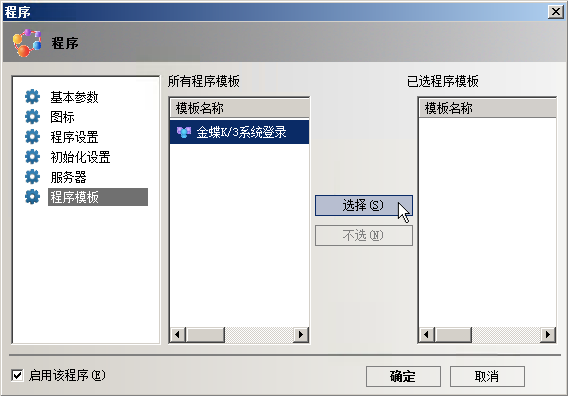 程序
程序
基本参数
图标
程序设置
初始化设置
服务器
程序模板
所有程序模板
模板名称
金蝶K/3系统登录
选择(S)
不选(N)
已选程序模板
模板名称
启用该程序(E)
确定
取消